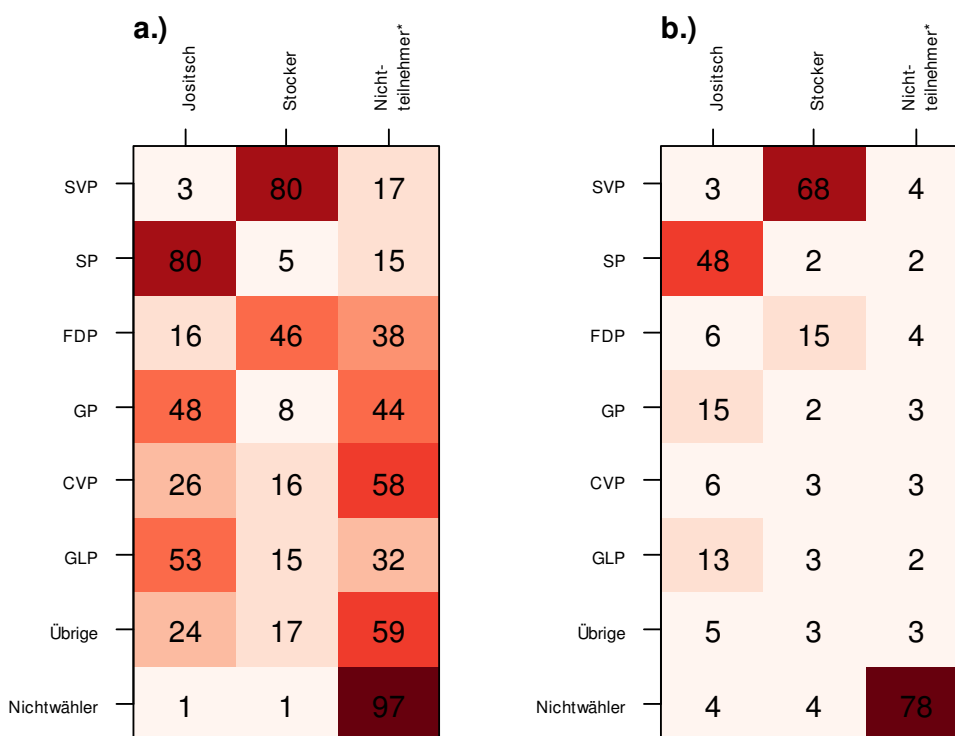 a.)
b.)
Jositsch
Stocker
Nicht-
teilnehmer*
Jositsch
Stocker
Nicht-
teilnehmer*
SVP 3 80 17
SP 80 5 15
FDP 16 46 38
GP 48 8 44
CVP 26 16 58
GLP 53 15 32
Übrige 24 17 59
Nichtwähler 1 1 97
SVP 3 68 4
SP 48 2 2
FDP 6 15 4
GP 15 2 3
CVP 6 3 3
GLP 13 3 2
Übrige 5 3 3
Nichtwähler 4 4 78